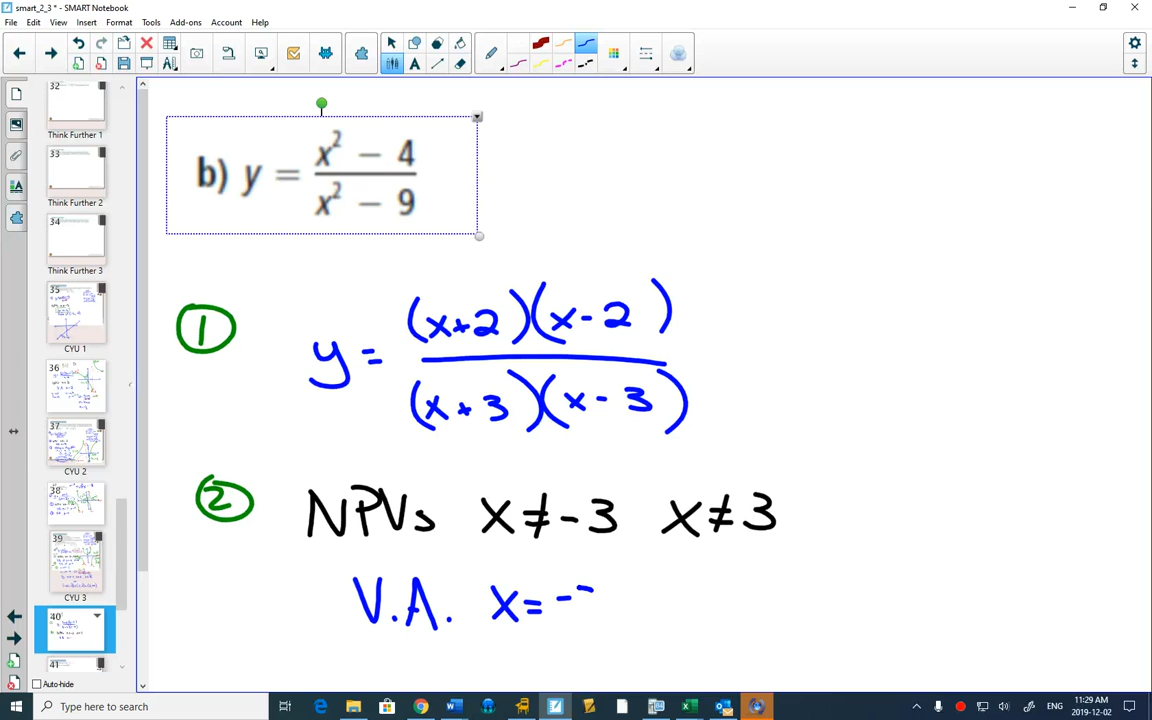 smart_2_3 * - SMART Notebook
File Edit View Insert Format Tools Add-ons Account Help
32
Think Further 1
33
Think Further 2
34
Think Further 3
35
CYU 1
36
37
CYU 2
38
39
CYU 3
40
41
Auto-hide
b) y = (x² − 4)/(x² − 9)
① y = (x+2)(x-2)/(x+3)(x-3)
② NPVs x ≠ -3 x ≠ 3
V.A. x = -
Type here to search
ENG
11:29 AM
2019-12-02